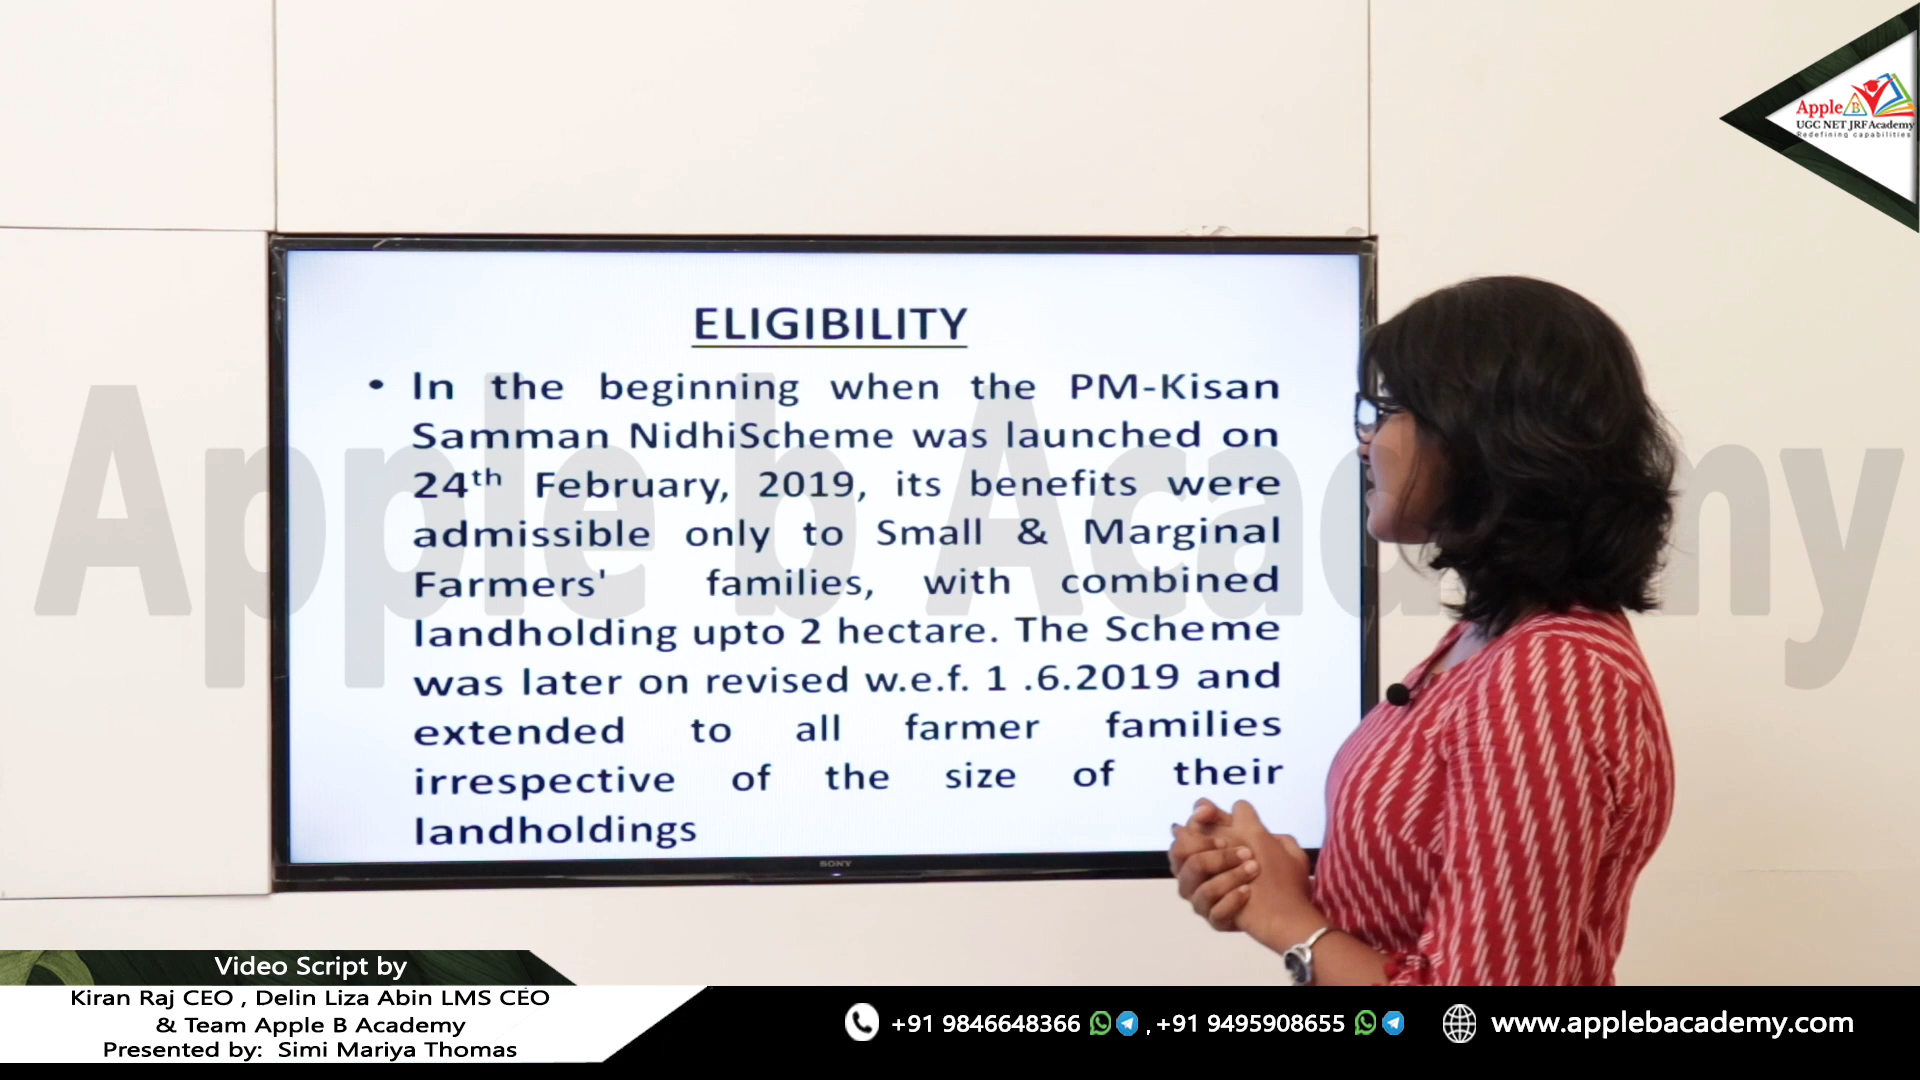 Apple B
UGC NET JRF Academy
Redefining capabilities
ELIGIBILITY
• In the beginning when the PM-Kisan
Samman NidhiScheme was launched on
24th February, 2019, its benefits were
admissible only to Small & Marginal
Farmers' families, with combined
landholding upto 2 hectare. The Scheme
was later on revised w.e.f. 1 .6.2019 and
extended to all farmer families
irrespective of the size of their
landholdings
SONY
Apple b Academy
Video Script by
Kiran Raj CEO , Delin Liza Abin LMS CEO
& Team Apple B Academy
Presented by: Simi Mariya Thomas
+91 9846648366 , +91 9495908655 www.applebacademy.com